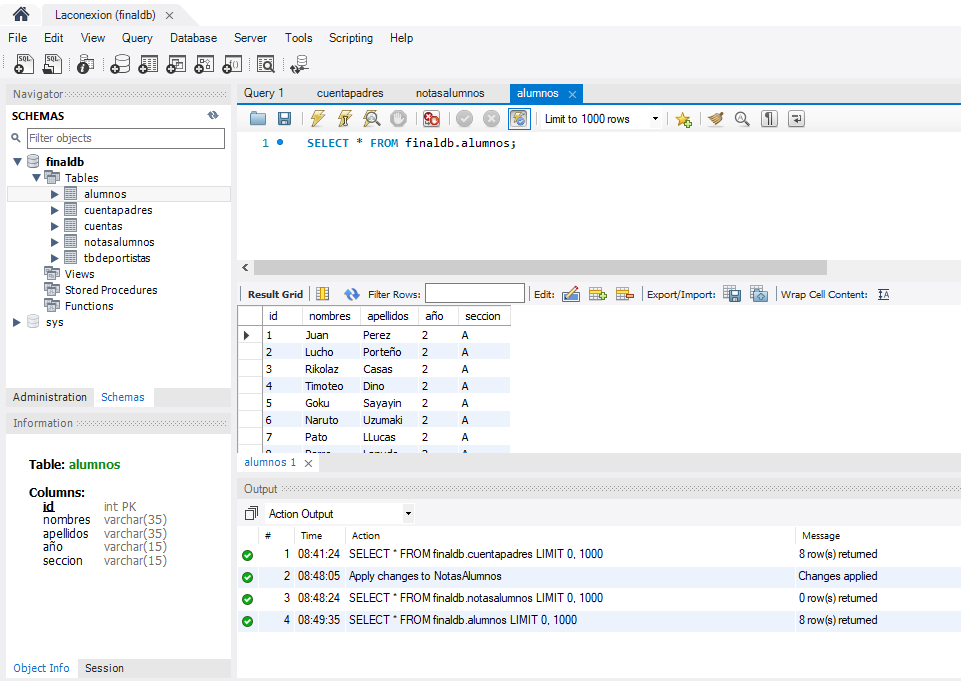 Laconexion (finaldb)
File Edit View Query Database Server Tools Scripting Help
Navigator
SCHEMAS
Filter objects
finaldb
Tables
alumnos
cuentapadres
cuentas
notasalumnos
tbdeportistas
Views
Stored Procedures
Functions
sys
Administration Schemas
Information
Table: alumnos
Columns:
id int PK
nombres varchar(35)
apellidos varchar(35)
año varchar(15)
seccion varchar(15)
Object Info Session
Query 1 cuentapadres notasalumnos alumnos
Limit to 1000 rows
1 SELECT * FROM finaldb.alumnos;
Result Grid Filter Rows: Edit: Export/Import: Wrap Cell Content:
id nombres apellidos año seccion
1 Juan Perez 2 A
2 Lucho Porteño 2 A
3 Rikolaz Casas 2 A
4 Timoteo Dino 2 A
5 Goku Sayayin 2 A
6 Naruto Uzumaki 2 A
7 Pato LLucas 2 A
alumnos 1
Output
Action Output
# Time Action Message
1 08:41:24 SELECT * FROM finaldb.cuentapadres LIMIT 0, 1000 8 row(s) returned
2 08:48:05 Apply changes to NotasAlumnos Changes applied
3 08:48:24 SELECT * FROM finaldb.notasalumnos LIMIT 0, 1000 0 row(s) returned
4 08:49:35 SELECT * FROM finaldb.alumnos LIMIT 0, 1000 8 row(s) returned